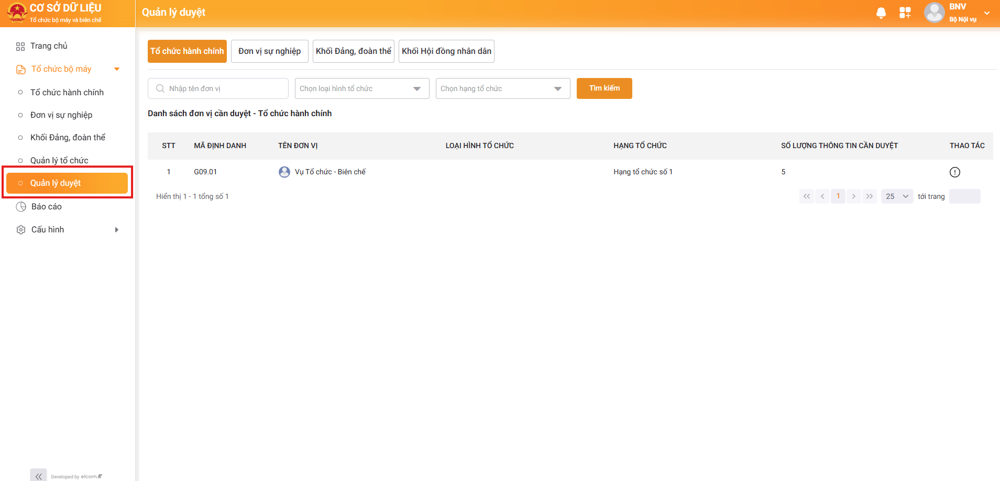 CƠ SỞ DỮ LIỆU
Tổ chức bộ máy và biên chế
Quản lý duyệt
BNV
Bộ Nội vụ
Trang chủ
Tổ chức bộ máy
Tổ chức hành chính
Đơn vị sự nghiệp
Khối Đảng, đoàn thể
Quản lý tổ chức
Quản lý duyệt
Báo cáo
Cấu hình
Developed by elcom
Tổ chức hành chính Đơn vị sự nghiệp Khối Đảng, đoàn thể Khối Hội đồng nhân dân
Nhập tên đơn vị Chọn loại hình tổ chức Chọn hạng tổ chức Tìm kiếm
Danh sách đơn vị cần duyệt - Tổ chức hành chính
STT MÃ ĐỊNH DANH TÊN ĐƠN VỊ LOẠI HÌNH TỔ CHỨC HẠNG TỔ CHỨC SỐ LƯỢNG THÔNG TIN CẦN DUYỆT THAO TÁC
1 G09.01 Vụ Tổ chức - Biên chế Hạng tổ chức số 1 5
Hiển thị 1 - 1 tổng số 1 1 25 tới trang